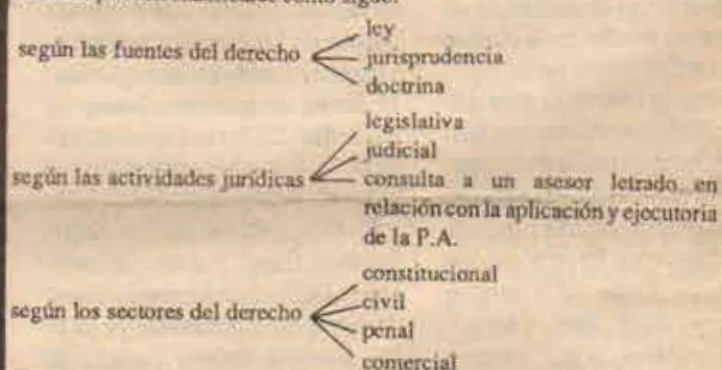 según las fuentes del derecho
ley
jurisprudencia
doctrina
según las actividades jurídicas
legislativa
judicial
consulta a un asesor letrado en
relación con la aplicación y ejecutoria
de la P.A.
según los sectores del derecho
constitucional
civil
penal
comercial